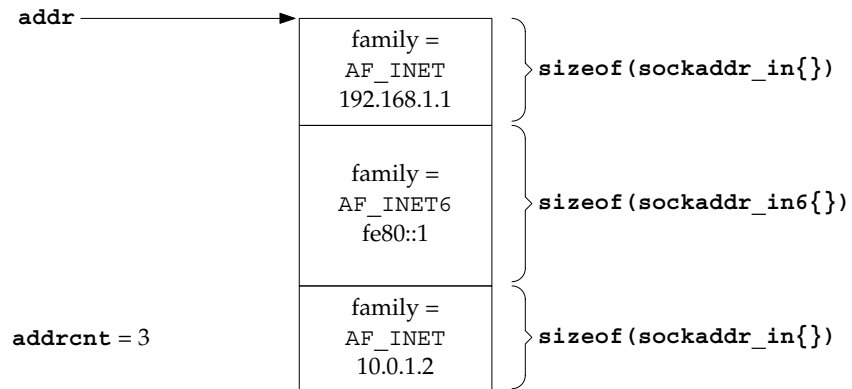 addr
family =
AF_INET
192.168.1.1
sizeof(sockaddr_in{})
family =
AF_INET6
fe80::1
sizeof(sockaddr_in6{})
addrcnt = 3
family =
AF_INET
10.0.1.2
sizeof(sockaddr_in{})